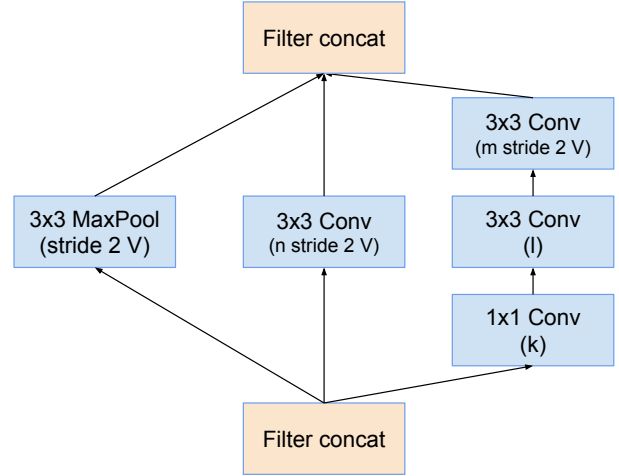 Filter concat
3x3 Conv
(m stride 2 V)
3x3 MaxPool
(stride 2 V)
3x3 Conv
(n stride 2 V)
3x3 Conv
(l)
1x1 Conv
(k)
Filter concat